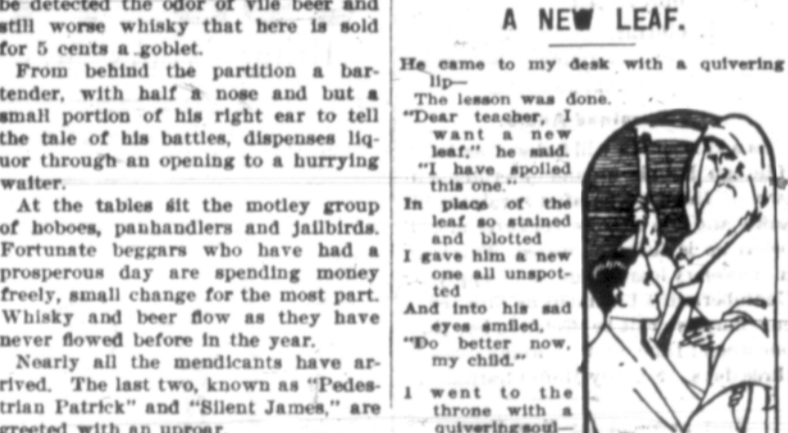 be detected the odor of vile beer and
still worse whisky that here is sold
for 5 cents a goblet.
From behind the partition a bar-
tender, with half a nose and but a
small portion of his right ear to tell
the tale of his battles, dispenses liq-
uor through an opening to a hurrying
waiter.
At the tables sit the motley group
of hoboes, panhandlers and jailbirds.
Fortunate beggars who have had a
prosperous day are spending money
freely, small change for the most part.
Whisky and beer flow as they have
never flowed before in the year.
Nearly all the mendicants have ar-
rived. The last two, known as "Pedes-
trian Patrick" and "Silent James," are
greeted with an uproar.
A NEW LEAF.
He came to my desk with a quivering
lip—
The lesson was done.
"Dear teacher, I
want a new
leaf," he said.
"I have spoiled
this one."
In place of the
leaf so stained
and blotted
I gave him a new
one all unspot-
ted
And into his sad
eyes smiled,
"Do better now,
my child."
I went to the
throne with a
quivering soul—